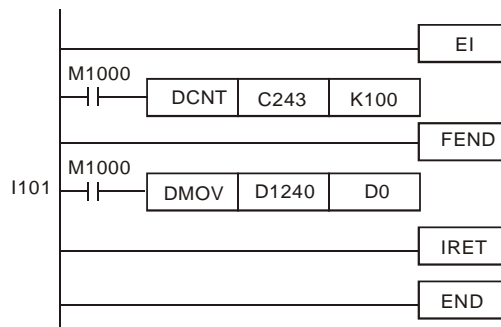 EI
M1000
DCNT C243 K100
FEND
M1000
I101
DMOV D1240 D0
IRET
END